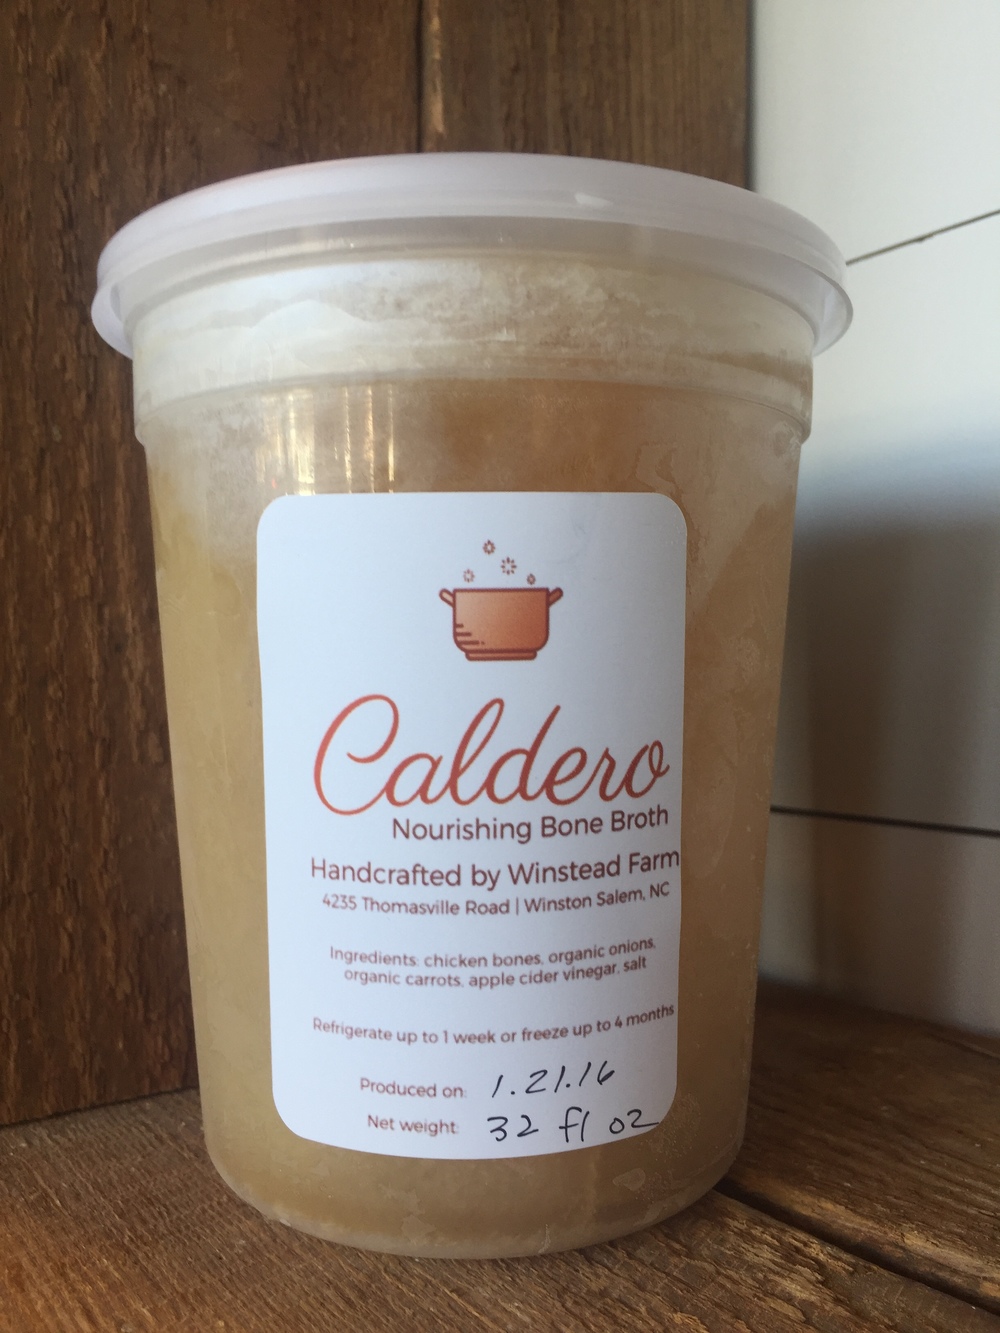 Caldero
Nourishing Bone Broth
Handcrafted by Winstead Farm
4235 Thomasville Road | Winston Salem, NC
Ingredients: chicken bones, organic onions,
organic carrots, apple cider vinegar, salt
Refrigerate up to 1 week or freeze up to 4 months
Produced on: 1.21.16
Net weight: 32 fl oz